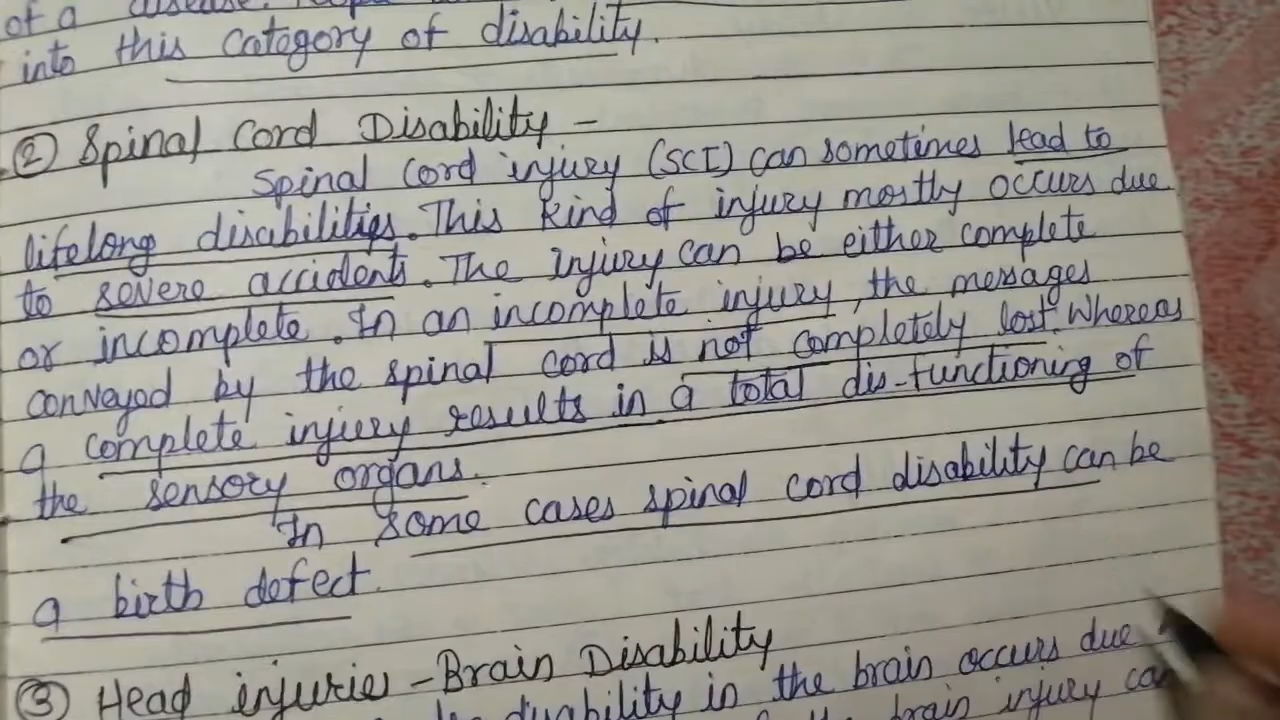 of a disease.
into this category of disability.
② Spinal Cord Disability -
Spinal Cord injury (SCI) can sometimes lead to
lifelong disabilities. This kind of injury mostly occurs due
to severe accidents. The injury can be either complete
or incomplete. In an incomplete injury, the messages
conveyed by the spinal cord is not completely lost. Whereas
a complete injury results in a total dis-functioning of
the sensory organs.
In some cases spinal cord disability can be
a birth defect.
③ Head injuries - Brain Disability
disability in the brain occurs due
brain injury can